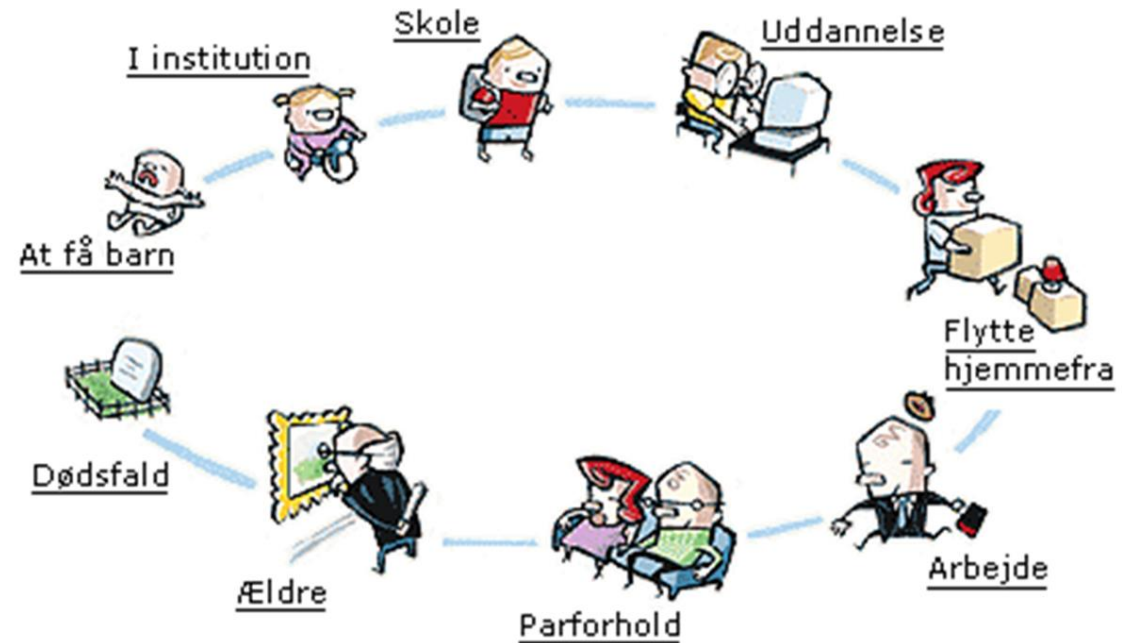 Skole
Uddannelse
I institution
At få barn
Flytte
hjemmefra
Dødsfald
Arbejde
Ældre
Parforhold